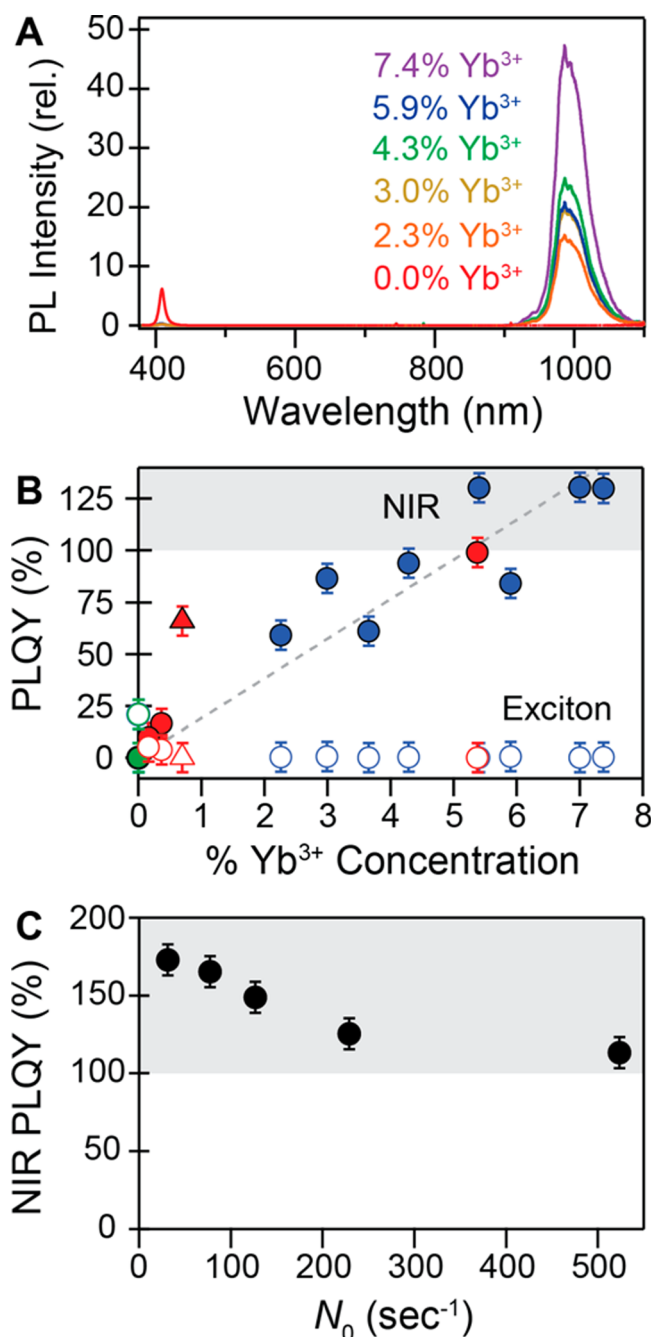 A
50
40
30
20
10
0
PL Intensity (rel.)
7.4% Yb³⁺
5.9% Yb³⁺
4.3% Yb³⁺
3.0% Yb³⁺
2.3% Yb³⁺
0.0% Yb³⁺
400 600 800 1000
Wavelength (nm)
B
125
100
75
50
25
0
PLQY (%)
NIR
Exciton
0 1 2 3 4 5 6 7 8
% Yb³⁺ Concentration
C
200
150
100
50
0
NIR PLQY (%)
0 100 200 300 400 500
N₀ (sec⁻¹)